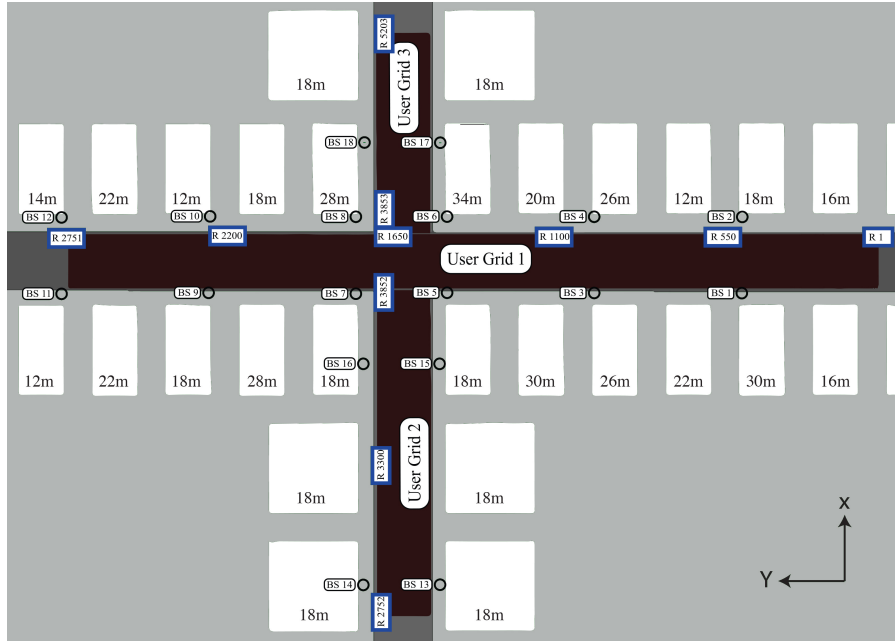 R 5203
User Grid 3
18m
18m
BS 18
BS 17
14m
22m
12m
18m
28m
34m
20m
26m
12m
18m
16m
R 3853
BS 12
BS 10
BS 8
BS 6
BS 4
BS 2
R 2751
R 2200
R 1650
R 1100
R 550
R 1
User Grid 1
R 3852
BS 11
BS 9
BS 7
BS 5
BS 3
BS 1
BS 16
BS 15
12m
22m
18m
28m
18m
18m
30m
26m
22m
30m
16m
R 3300
User Grid 2
18m
18m
X
Y
BS 14
BS 13
R 2752
18m
18m